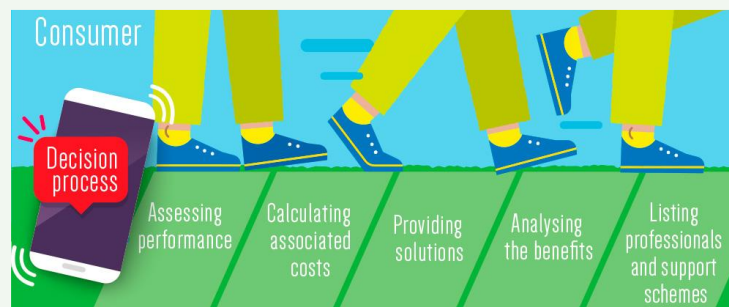 Consumer
Decision
process
Assessing
performance
Calculating
associated
costs
Providing
solutions
Analysing
the benefits
Listing
professionals
and support
schemes